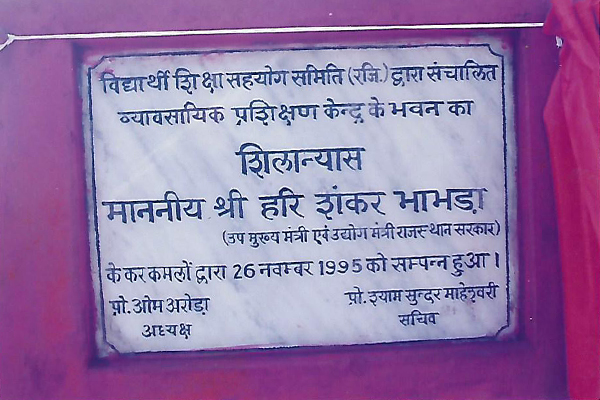 विद्यार्थी शिक्षा सहयोग समिति (रजि.) द्वारा संचालित
व्यावसायिक प्रशिक्षण केन्द्र के भवन का
शिलान्यास
माननीय श्री हरि शंकर भाभड़ा
(उप मुख्य मंत्री एवं उद्योग मंत्री राजस्थान सरकार)
के कर कमलों द्वारा 26 नवम्बर 1995 को सम्पन्न हुआ ।
प्रो. ओम अरोड़ा प्रो. श्याम सुन्दर माहेश्वरी
अध्यक्ष सचिव